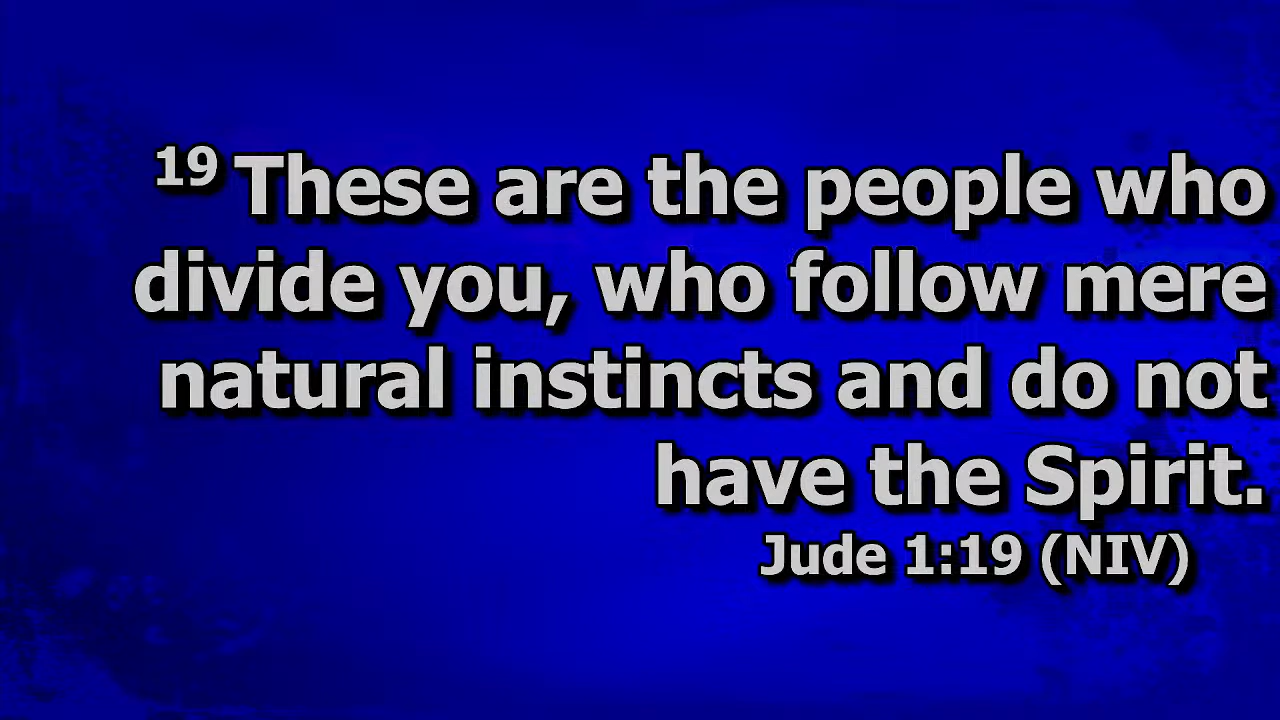 19 These are the people who
divide you, who follow mere
natural instincts and do not
have the Spirit.
Jude 1:19 (NIV)